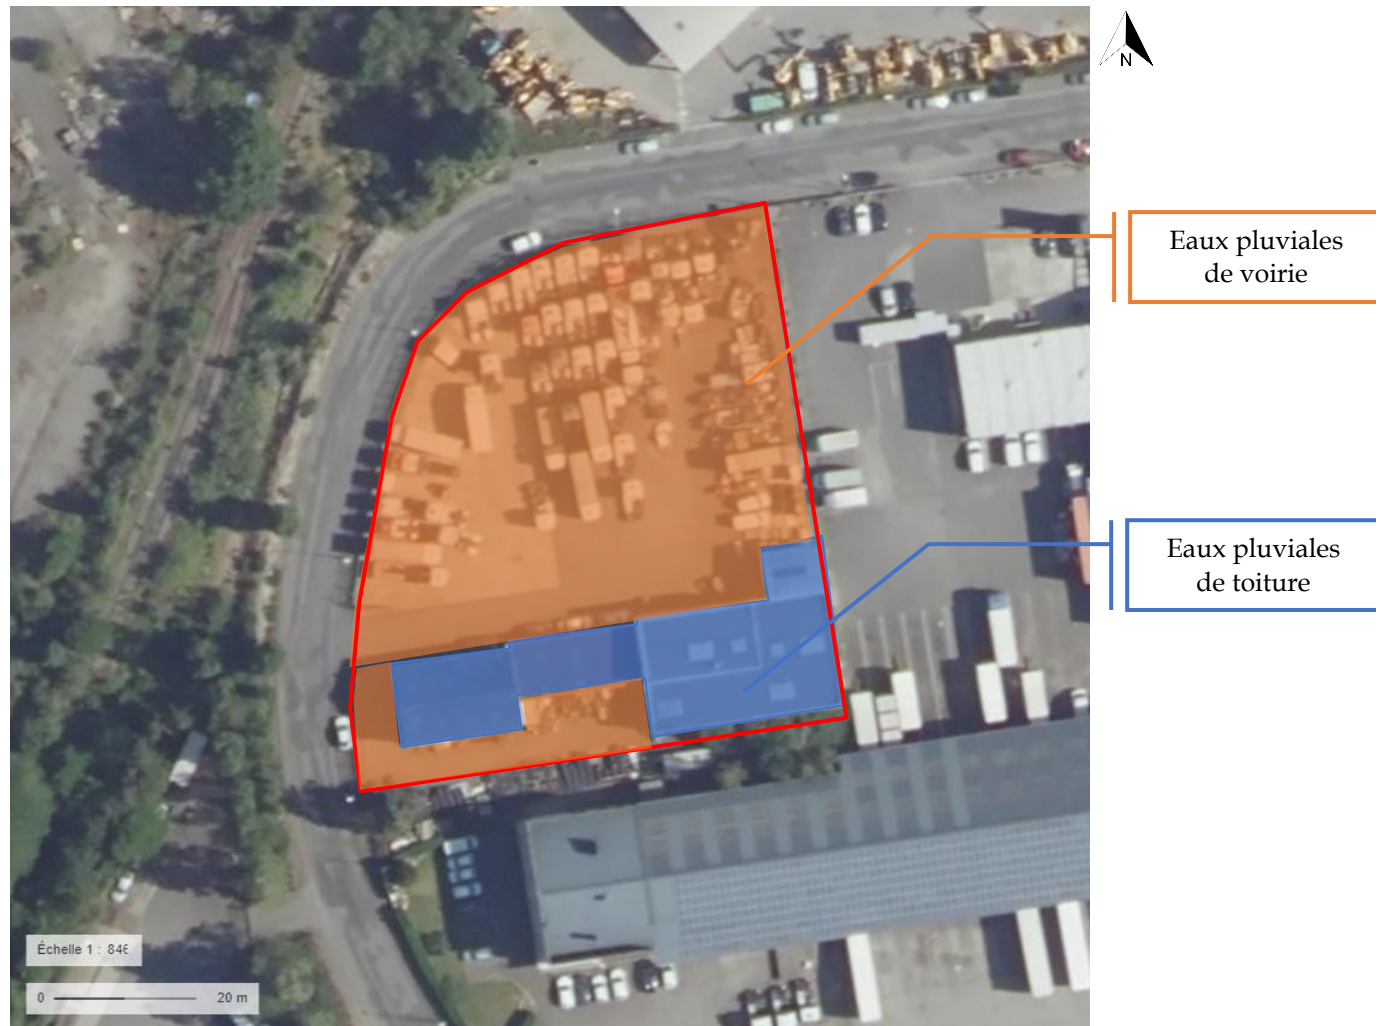 N
Eaux pluviales
de voirie
Eaux pluviales
de toiture
Échelle 1 : 846
0 20 m